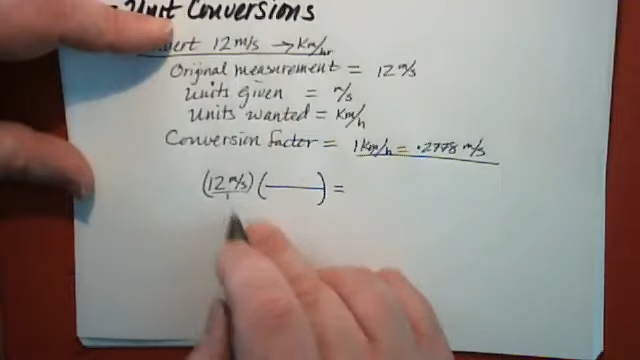 Unit Conversions
12 m/s → Km/hr
Original measurement = 12 m/s
Units given = m/s
Units wanted = Km/h
Conversion factor = 1 Km/h = .2778 m/s
(12 m/s / 1) (——) =